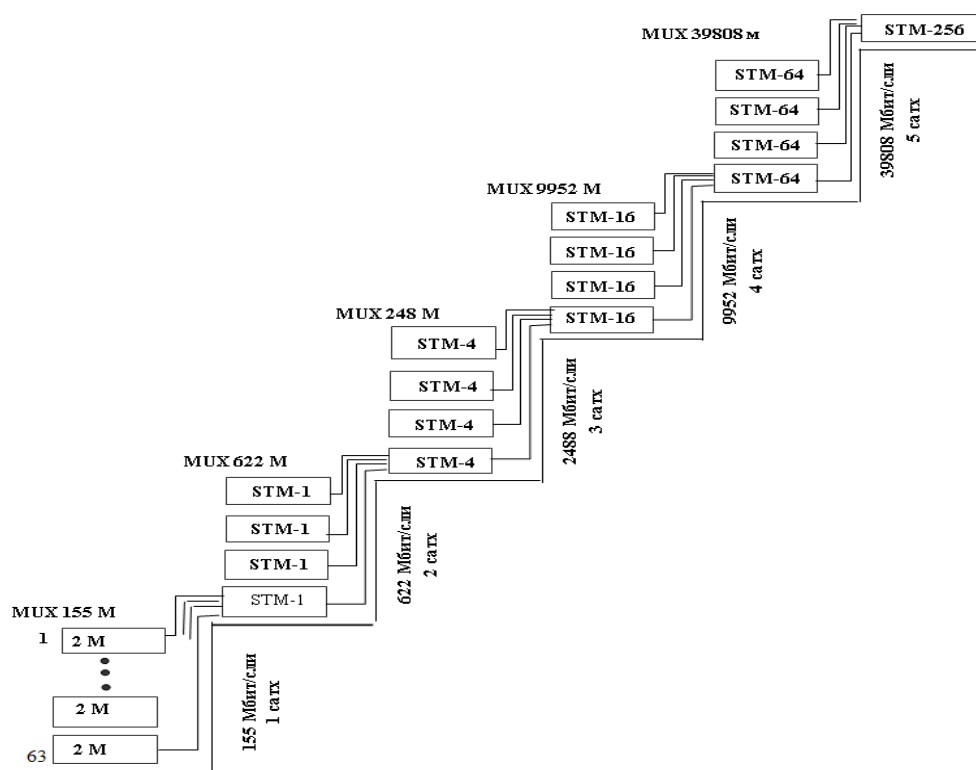 STM-256
MUX 39808 м
STM-64
STM-64
STM-64
STM-64
39808 Мбит/сли
5 сатх
MUX 9952 M
STM-16
STM-16
STM-16
STM-16
9952 Мбит/сли
4 сатх
MUX 248 M
STM-4
STM-4
STM-4
STM-4
2488 Мбит/сли
3 сатх
MUX 622 M
STM-1
STM-1
STM-1
STM-1
622 Мбит/сли
2 сатх
MUX 155 M
1
2 M
2 M
63
2 M
155 Мбит/сли
1 сатх